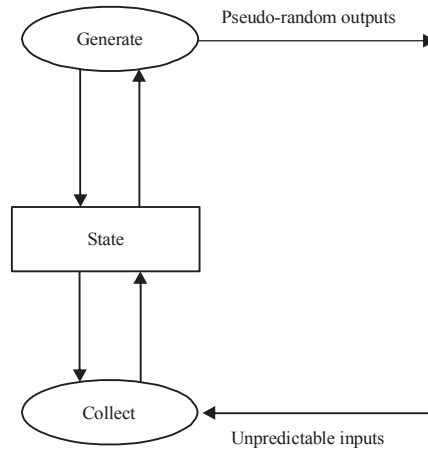 Pseudo-random outputs
Generate
State
Collect
Unpredictable inputs